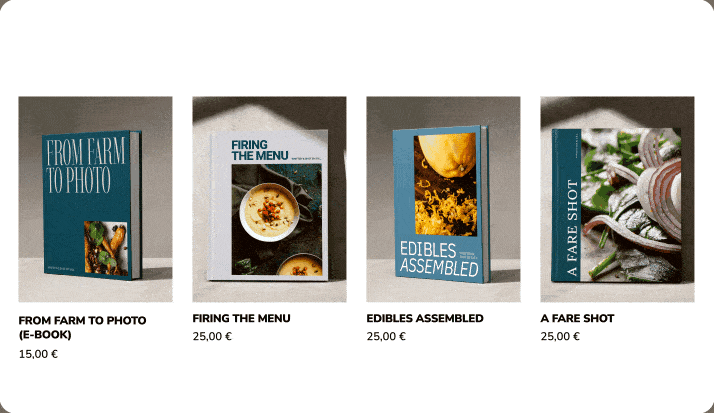 FROM FARM
TO PHOTO
FIRING
THE MENU
EDIBLES
ASSEMBLED
A FARE SHOT
FROM FARM TO PHOTO
(E-BOOK)
15,00 €
FIRING THE MENU
25,00 €
EDIBLES ASSEMBLED
25,00 €
A FARE SHOT
25,00 €